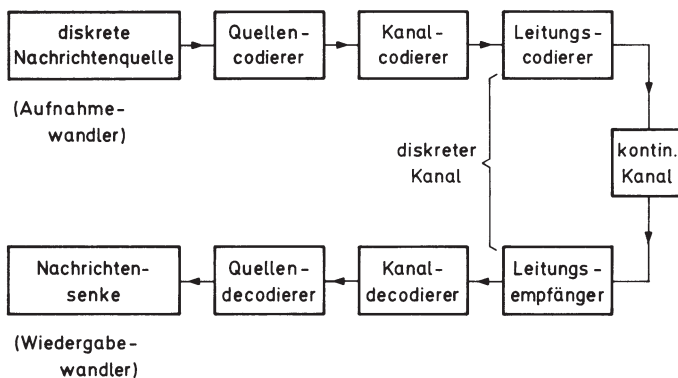 diskrete
Nachrichtenquelle
Quellen-
codierer
Kanal-
codierer
Leitungs-
codierer
(Aufnahme-
wandler)
diskreter
Kanal
kontin.
Kanal
Nachrichten-
senke
Quellen-
decodierer
Kanal-
decodierer
Leitungs-
empfänger
(Wiedergabe-
wandler)